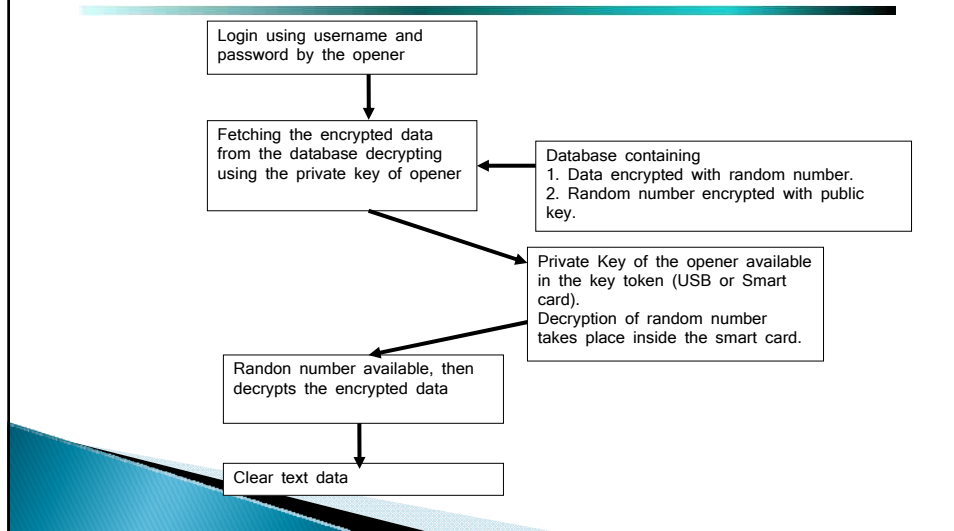 Login using username and
password by the opener
Fetching the encrypted data
from the database decrypting
using the private key of opener
Database containing
1. Data encrypted with random number.
2. Random number encrypted with public
key.
Private Key of the opener available
in the key token (USB or Smart
card).
Decryption of random number
takes place inside the smart card.
Randon number available, then
decrypts the encrypted data
Clear text data